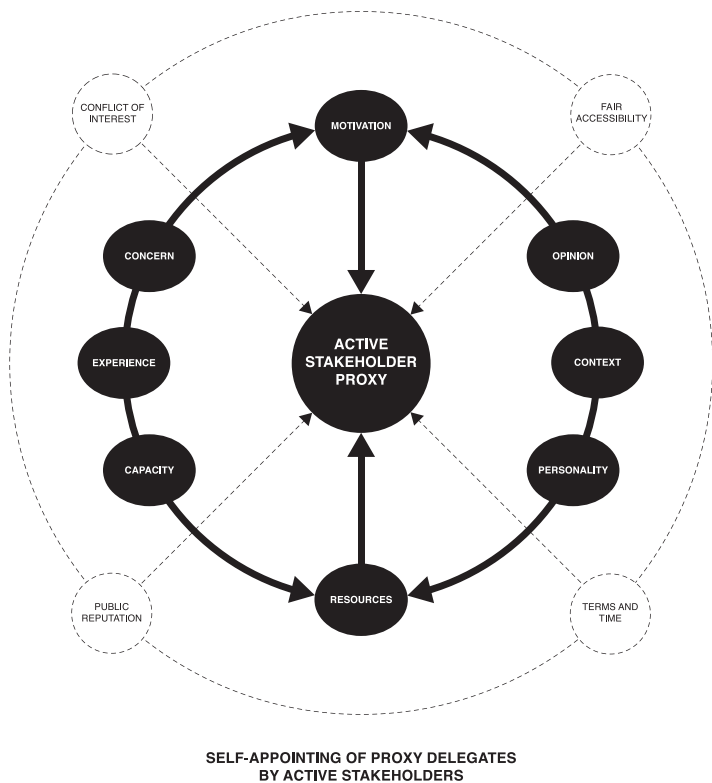 CONFLICT OF
INTEREST
FAIR
ACCESSIBILITY
MOTIVATION
CONCERN
OPINION
ACTIVE
STAKEHOLDER
PROXY
EXPERIENCE
CONTEXT
CAPACITY
PERSONALITY
RESOURCES
PUBLIC
REPUTATION
TERMS AND
TIME
SELF-APPOINTING OF PROXY DELEGATES
BY ACTIVE STAKEHOLDERS